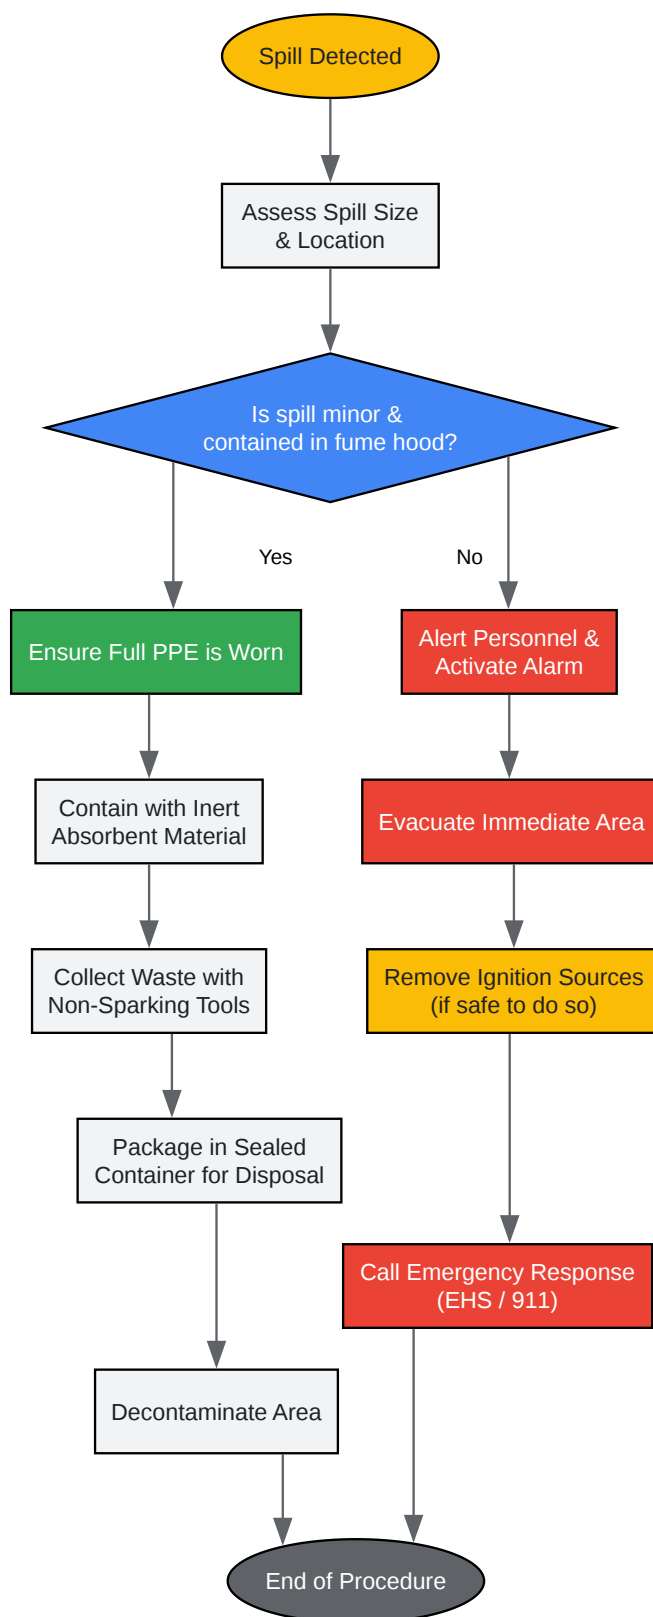 Spill Detected
Assess Spill Size
& Location
Is spill minor &
contained in fume hood?
Yes
No
Ensure Full PPE is Worn
Alert Personnel &
Activate Alarm
Contain with Inert
Absorbent Material
Evacuate Immediate Area
Collect Waste with
Non-Sparking Tools
Remove Ignition Sources
(if safe to do so)
Package in Sealed
Container for Disposal
Call Emergency Response
(EHS / 911)
Decontaminate Area
End of Procedure